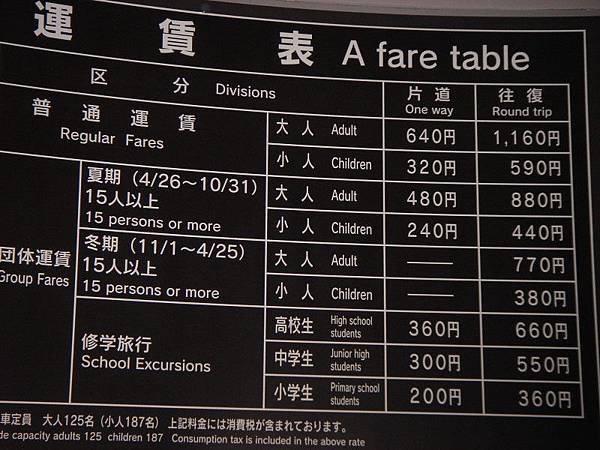 運賃表 A fare table
区分 Divisions
片道 One way
往復 Round trip
普通運賃
Regular Fares
大人 Adult 640円 1,160円
小人 Children 320円 590円
団体運賃
Group Fares
夏期（4/26～10/31）
15人以上
15 persons or more
大人 Adult 480円 880円
小人 Children 240円 440円
冬期（11/1～4/25）
15人以上
15 persons or more
大人 Adult —— 770円
小人 Children —— 380円
修学旅行
School Excursions
高校生 High school students 360円 660円
中学生 Junior high students 300円 550円
小学生 Primary school students 200円 360円
車定員 大人125名（小人187名）上記料金には消費税が含まれております。
capacity adults 125 children 187 Consumption tax is included in the above rate